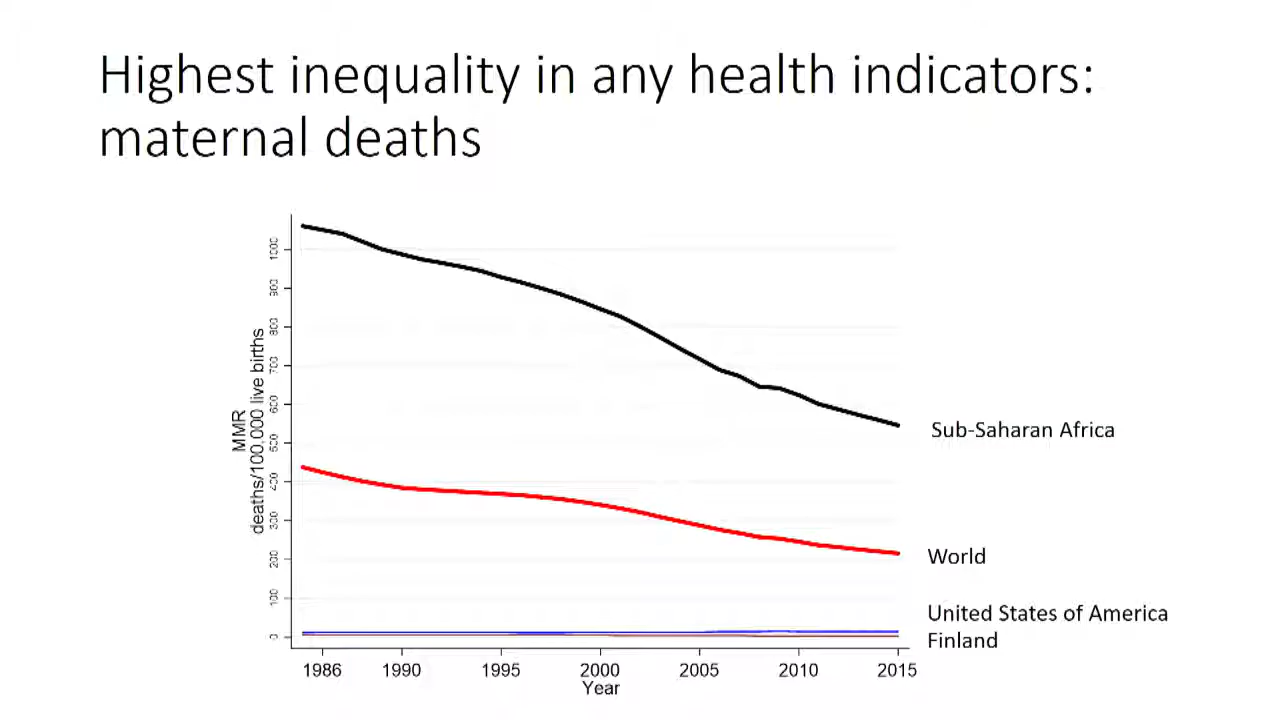 Highest inequality in any health indicators:
maternal deaths
MMR
deaths/100,000 live births
1000
900
800
700
600
500
400
300
200
100
0
Sub-Saharan Africa
World
United States of America
Finland
1986 1990 1995 2000 2005 2010 2015
Year